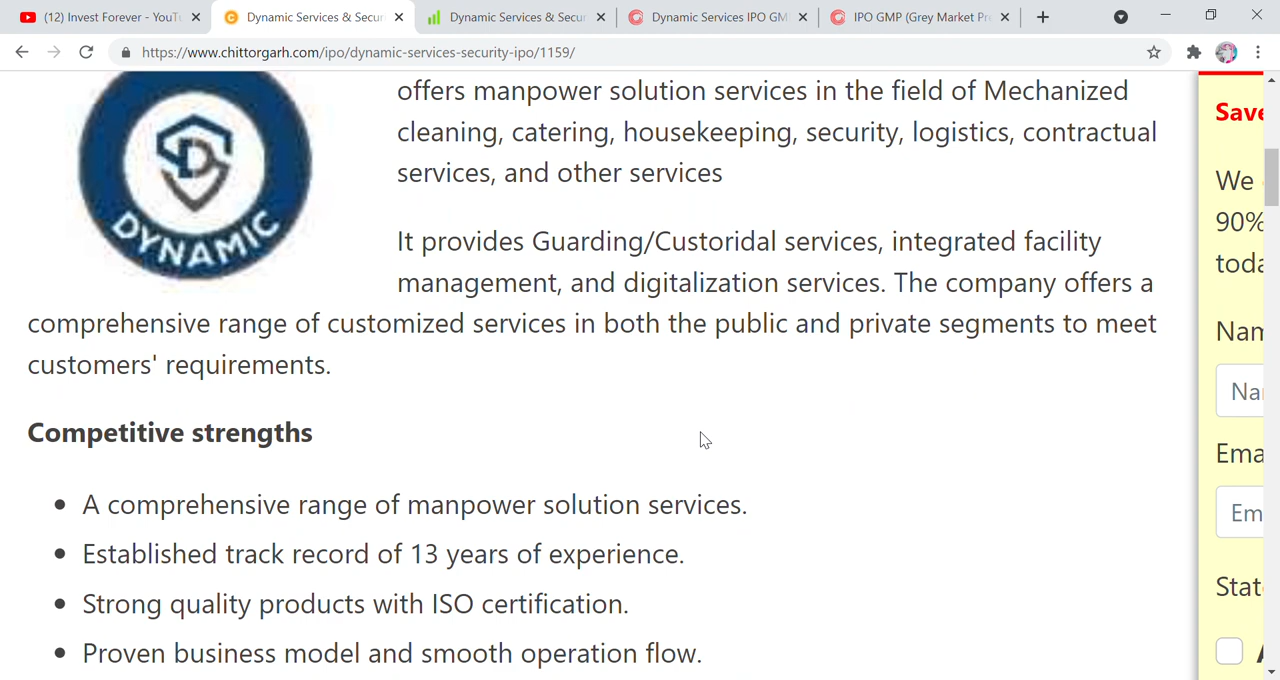 (12) Invest Forever - YouTu
Dynamic Services & Secur
Dynamic Services & Secur
Dynamic Services IPO GM
IPO GMP (Grey Market Pr
https://www.chittorgarh.com/ipo/dynamic-services-security-ipo/1159/
DYNAMIC
offers manpower solution services in the field of Mechanized
cleaning, catering, housekeeping, security, logistics, contractual
services, and other services
It provides Guarding/Custoridal services, integrated facility
management, and digitalization services. The company offers a
comprehensive range of customized services in both the public and private segments to meet
customers' requirements.
Competitive strengths
• A comprehensive range of manpower solution services.
• Established track record of 13 years of experience.
• Strong quality products with ISO certification.
• Proven business model and smooth operation flow.
Save
We
90%
toda
Nam
Na
Ema
Em
State
A